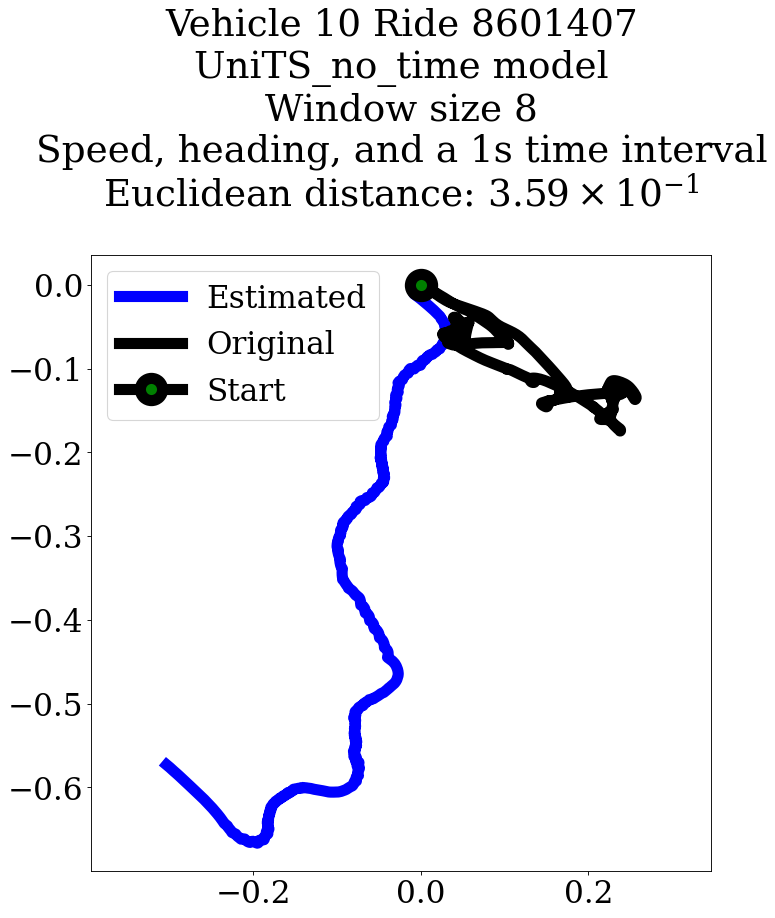 Vehicle 10 Ride 8601407
UniTS_no_time model
Window size 8
Speed, heading, and a 1s time interval
Euclidean distance: 3.59 × 10⁻¹
Estimated
Original
Start
0.0
−0.1
−0.2
−0.3
−0.4
−0.5
−0.6
−0.2 0.0 0.2